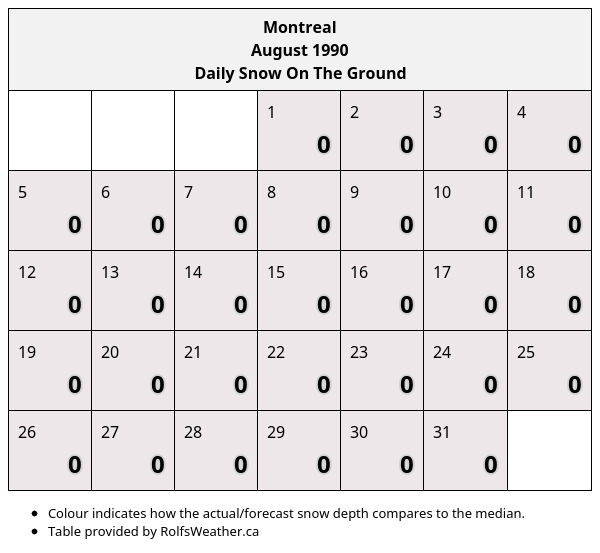 Montreal
August 1990
Daily Snow On The Ground
1 2 3 4
0 0 0 0
5 6 7 8 9 10 11
0 0 0 0 0 0 0
12 13 14 15 16 17 18
0 0 0 0 0 0 0
19 20 21 22 23 24 25
0 0 0 0 0 0 0
26 27 28 29 30 31
0 0 0 0 0 0
• Colour indicates how the actual/forecast snow depth compares to the median.
• Table provided by RolfsWeather.ca